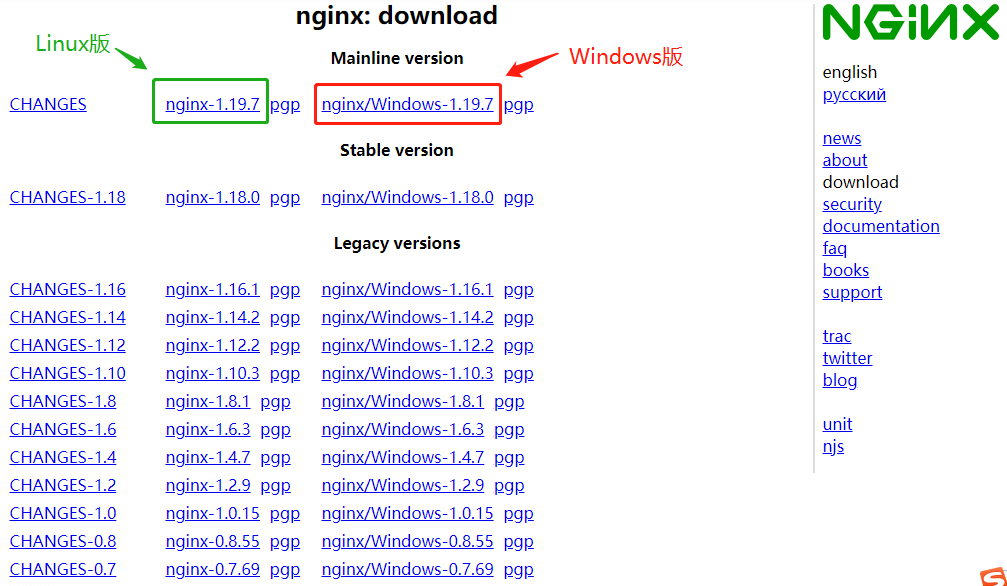 nginx: download
Linux版
Mainline version
Windows版
CHANGES nginx-1.19.7 pgp nginx/Windows-1.19.7 pgp
Stable version
CHANGES-1.18 nginx-1.18.0 pgp nginx/Windows-1.18.0 pgp
Legacy versions
CHANGES-1.16 nginx-1.16.1 pgp nginx/Windows-1.16.1 pgp
CHANGES-1.14 nginx-1.14.2 pgp nginx/Windows-1.14.2 pgp
CHANGES-1.12 nginx-1.12.2 pgp nginx/Windows-1.12.2 pgp
CHANGES-1.10 nginx-1.10.3 pgp nginx/Windows-1.10.3 pgp
CHANGES-1.8 nginx-1.8.1 pgp nginx/Windows-1.8.1 pgp
CHANGES-1.6 nginx-1.6.3 pgp nginx/Windows-1.6.3 pgp
CHANGES-1.4 nginx-1.4.7 pgp nginx/Windows-1.4.7 pgp
CHANGES-1.2 nginx-1.2.9 pgp nginx/Windows-1.2.9 pgp
CHANGES-1.0 nginx-1.0.15 pgp nginx/Windows-1.0.15 pgp
CHANGES-0.8 nginx-0.8.55 pgp nginx/Windows-0.8.55 pgp
CHANGES-0.7 nginx-0.7.69 pgp nginx/Windows-0.7.69 pgp
NGINX
english
русский
news
about
download
security
documentation
faq
books
support
trac
twitter
blog
unit
njs